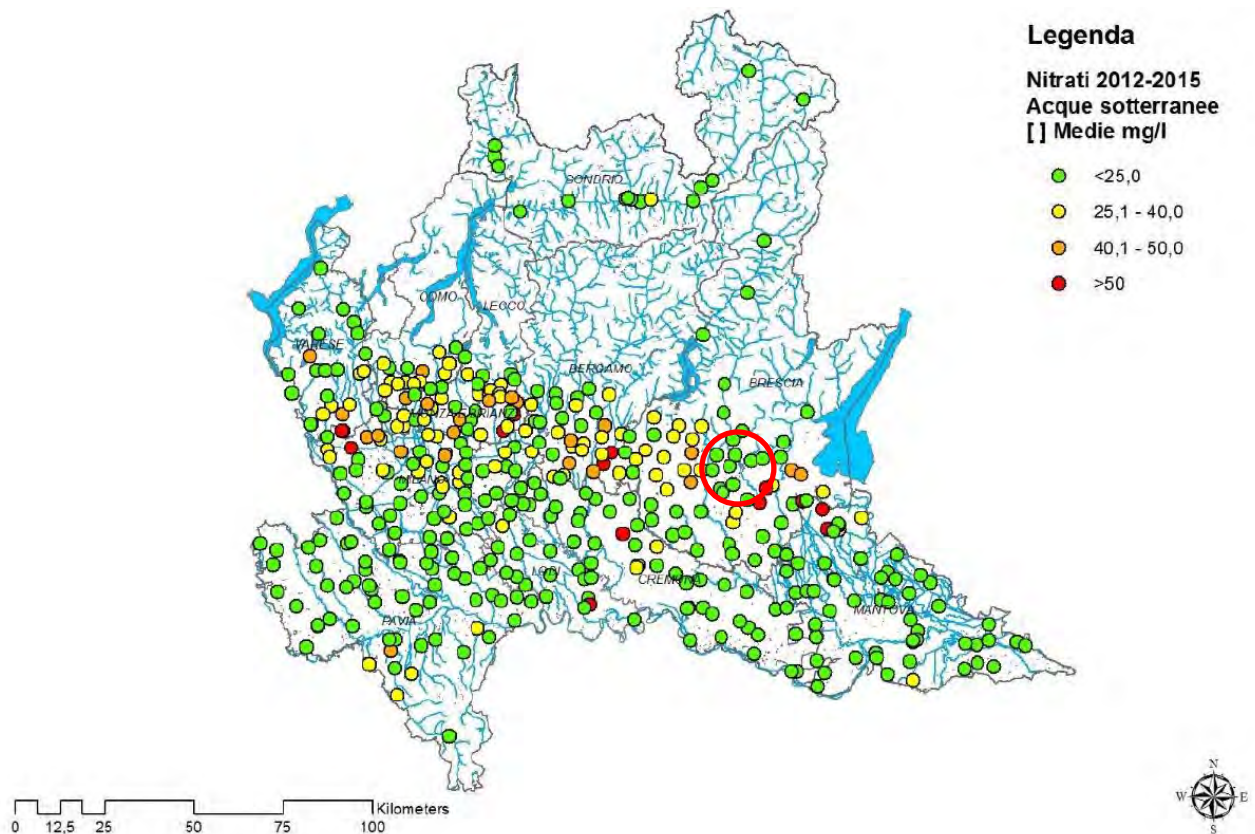 Legenda
Nitrati 2012-2015
Acque sotterranee
[ ] Medie mg/l
<25,0
25,1 - 40,0
40,1 - 50,0
>50
SONDRIO
COMO
LECCO
VARESE
BERGAMO
BRESCIA
MONZA E BRIANZA
MILANO
LODI
CREMONA
PAVIA
MANTOVA
Kilometers
0 12,5 25 50 75 100
N
W E
S